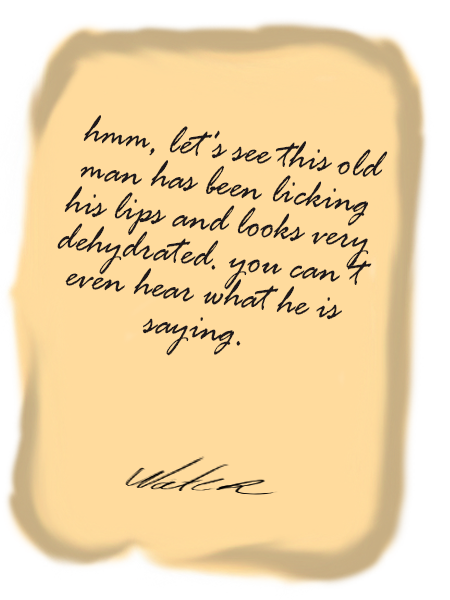 hmm, let's see this old
man has been licking
his lips and looks very
dehydrated. you can't
even hear what he is
saying.
Water